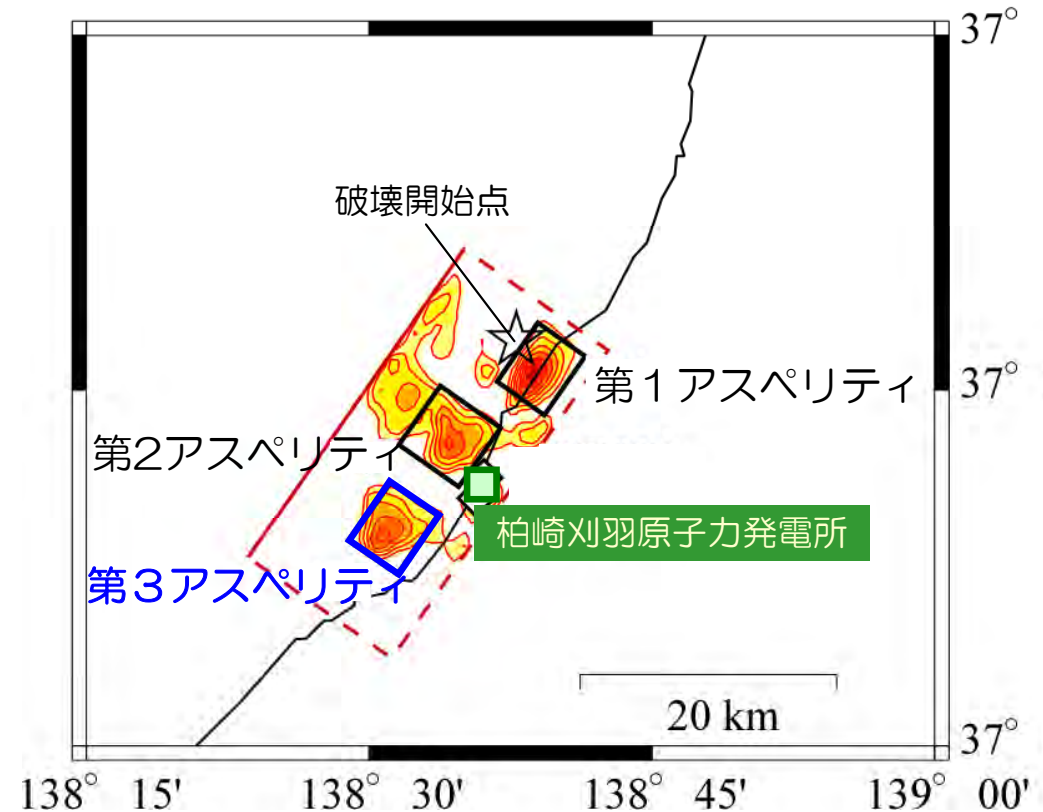 37°
破壊開始点
第１アスペリティ
37°
第2アスペリティ
柏崎刈羽原子力発電所
第３アスペリティ
20 km
37°
138° 15' 138° 30' 138° 45' 139° 00'